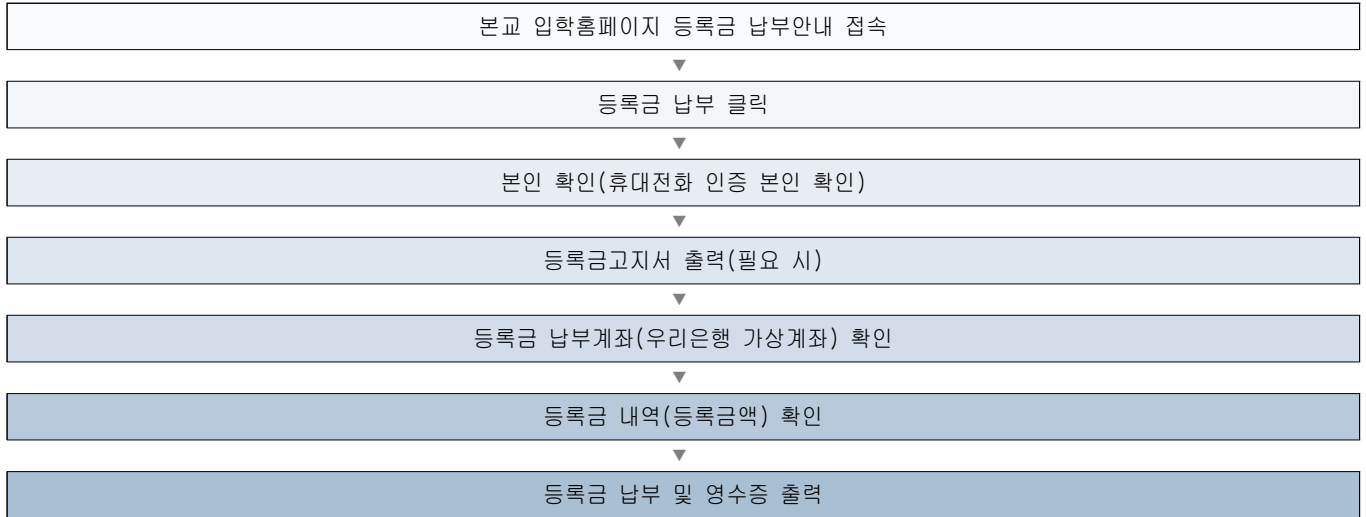 본교 입학홈페이지 등록금 납부안내 접속
등록금 납부 클릭
본인 확인(휴대전화 인증 본인 확인)
등록금고지서 출력(필요 시)
등록금 납부계좌(우리은행 가상계좌) 확인
등록금 내역(등록금액) 확인
등록금 납부 및 영수증 출력